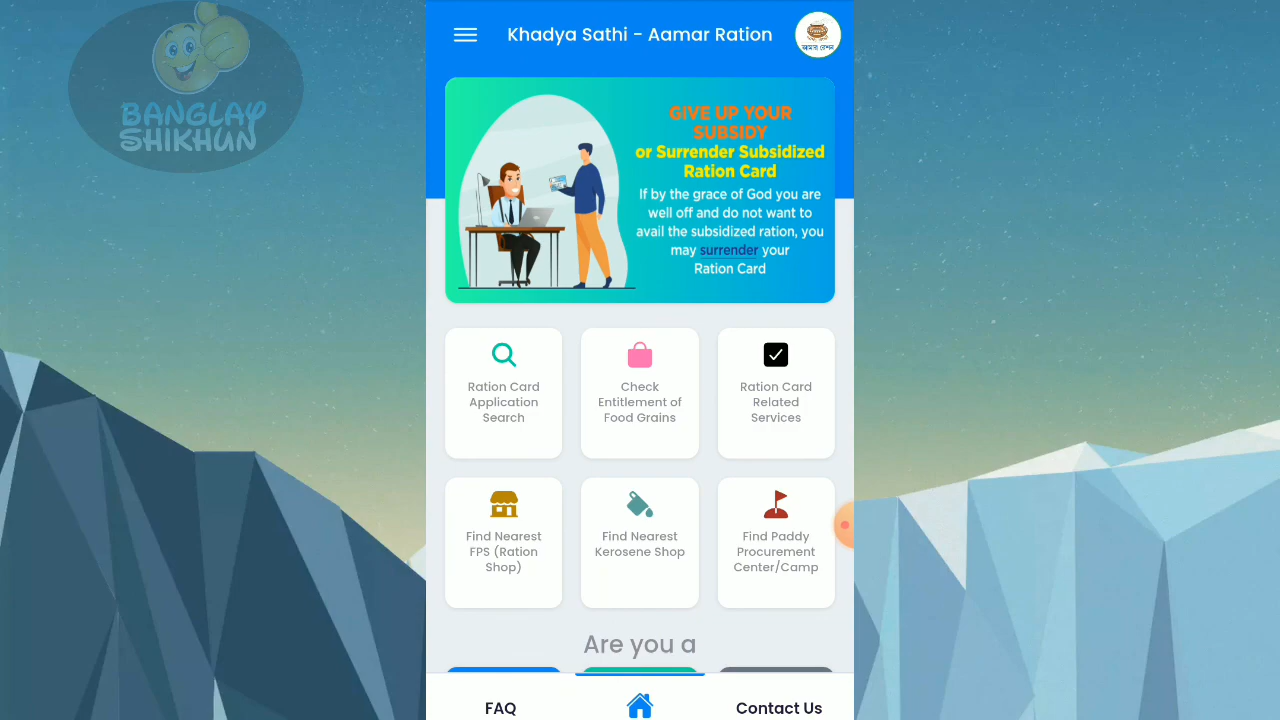 BANGLAY
SHIKHUN
Khadya Sathi - Aamar Ration
আমার রেশন
GIVE UP YOUR
SUBSIDY
or Surrender Subsidized
Ration Card
If by the grace of God you are
well off and do not want to
avail the subsidized ration, you
may surrender your
Ration Card
Ration Card
Application
Search
Check
Entitlement of
Food Grains
Ration Card
Related
Services
Find Nearest
FPS (Ration
Shop)
Find Nearest
Kerosene Shop
Find Paddy
Procurement
Center/Camp
Are you a
FAQ
Contact Us